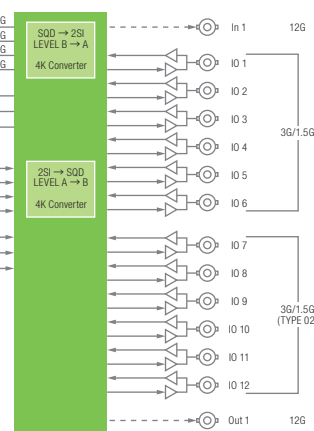 G
G
G
G
SQD → 2SI
LEVEL B → A
4K Converter
2SI → SQD
LEVEL A → B
4K Converter
In 1 12G
IO 1
IO 2
IO 3
IO 4
IO 5
IO 6
3G/1.5G
IO 7
IO 8
IO 9
IO 10
IO 11
IO 12
3G/1.5G
(TYPE 02
Out 1 12G